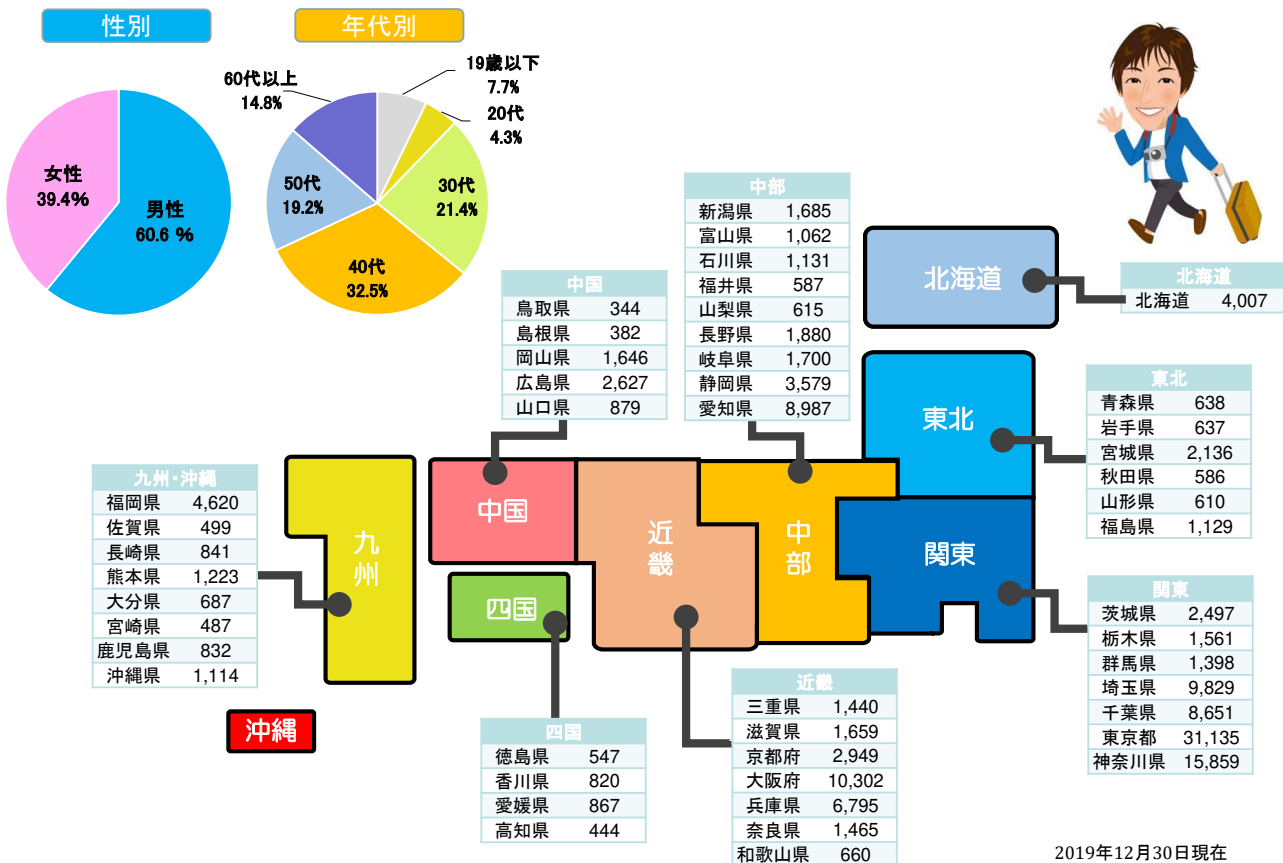 性別
年代別
女性
39.4%
男性
60.6 %
19歳以下
7.7%
20代
4.3%
30代
21.4%
40代
32.5%
50代
19.2%
60代以上
14.8%
中国
鳥取県 344
島根県 382
岡山県 1,646
広島県 2,627
山口県 879
中部
新潟県 1,685
富山県 1,062
石川県 1,131
福井県 587
山梨県 615
長野県 1,880
岐阜県 1,700
静岡県 3,579
愛知県 8,987
北海道
北海道
北海道 4,007
東北
東北
青森県 638
岩手県 637
宮城県 2,136
秋田県 586
山形県 610
福島県 1,129
九州・沖縄
福岡県 4,620
佐賀県 499
長崎県 841
熊本県 1,223
大分県 687
宮崎県 487
鹿児島県 832
沖縄県 1,114
九州
中国
四国
近畿
中部
関東
沖縄
関東
茨城県 2,497
栃木県 1,561
群馬県 1,398
埼玉県 9,829
千葉県 8,651
東京都 31,135
神奈川県 15,859
四国
徳島県 547
香川県 820
愛媛県 867
高知県 444
近畿
三重県 1,440
滋賀県 1,659
京都府 2,949
大阪府 10,302
兵庫県 6,795
奈良県 1,465
和歌山県 660
2019年12月30日現在